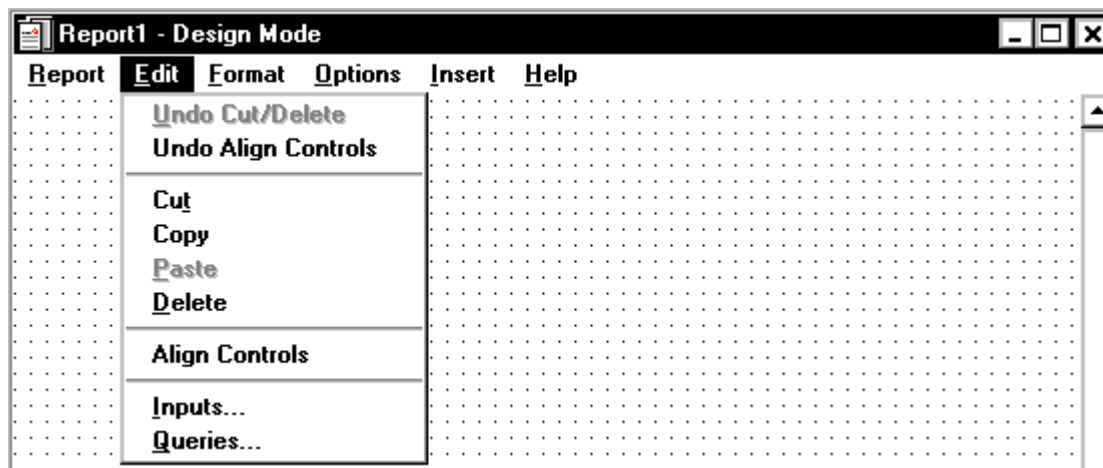 Report1 - Design Mode
Report Edit Format Options Insert Help
Undo Cut/Delete
Undo Align Controls
Cut
Copy
Paste
Delete
Align Controls
Inputs...
Queries...